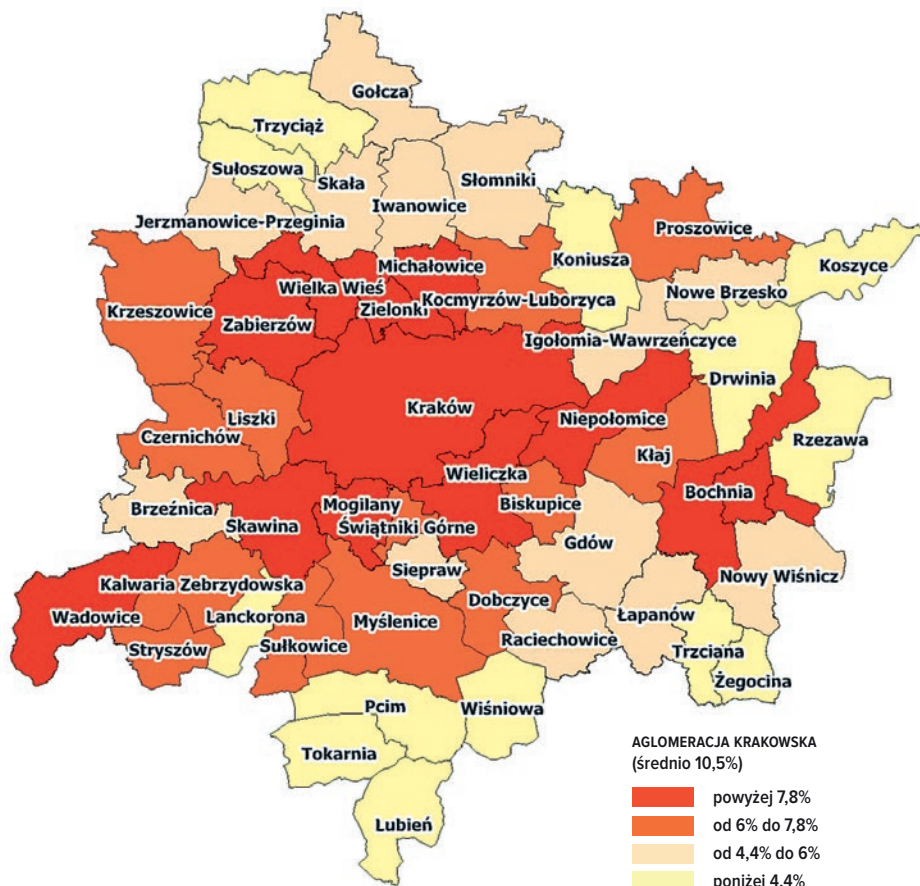 Gołcza
Trzyciąż
Sułoszowa
Skała
Słomniki
Iwanowice
Jerzmanowice-Przeginia
Proszowice
Michałowice
Koniusza
Koszyce
Wielka Wieś
Nowe Brzesko
Krzeszowice
Zielonki
Kocmyrzów-Luborzyca
Zabierzów
Igołomia-Wawrzeńczyce
Drwinia
Kraków
Niepołomice
Liszki
Czernichów
Rzezawa
Kłaj
Wieliczka
Bochnia
Brzeźnica
Mogilany
Biskupice
Skawina
Świątniki Górne
Gdów
Siepraw
Nowy Wiśnicz
Kalwaria Zebrzydowska
Dobczyce
Wadowice
Lanckorona
Łapanów
Myślenice
Raciechowice
Stryszów
Sułkowice
Trzciana
Żegocina
Pcim
Wiśniowa
Tokarnia
Lubień
AGLOMERACJA KRAKOWSKA
(średnio 10,5%)
powyżej 7,8%
od 6% do 7,8%
od 4,4% do 6%
poniżej 4,4%